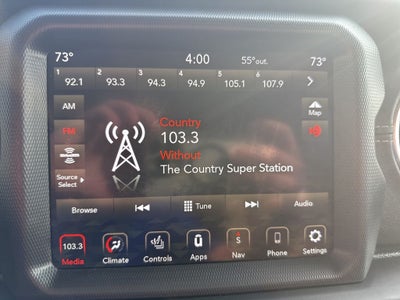 73° 4:00 55°out. 73°
1 92.1 2 93.3 3 94.3 4 94.9 5 105.1 6 107.9
AM
FM
Source
Select
Country
103.3
Without
The Country Super Station
Map
Browse Tune Audio
103.3 S
Media Climate Controls Apps Nav Phone Settings